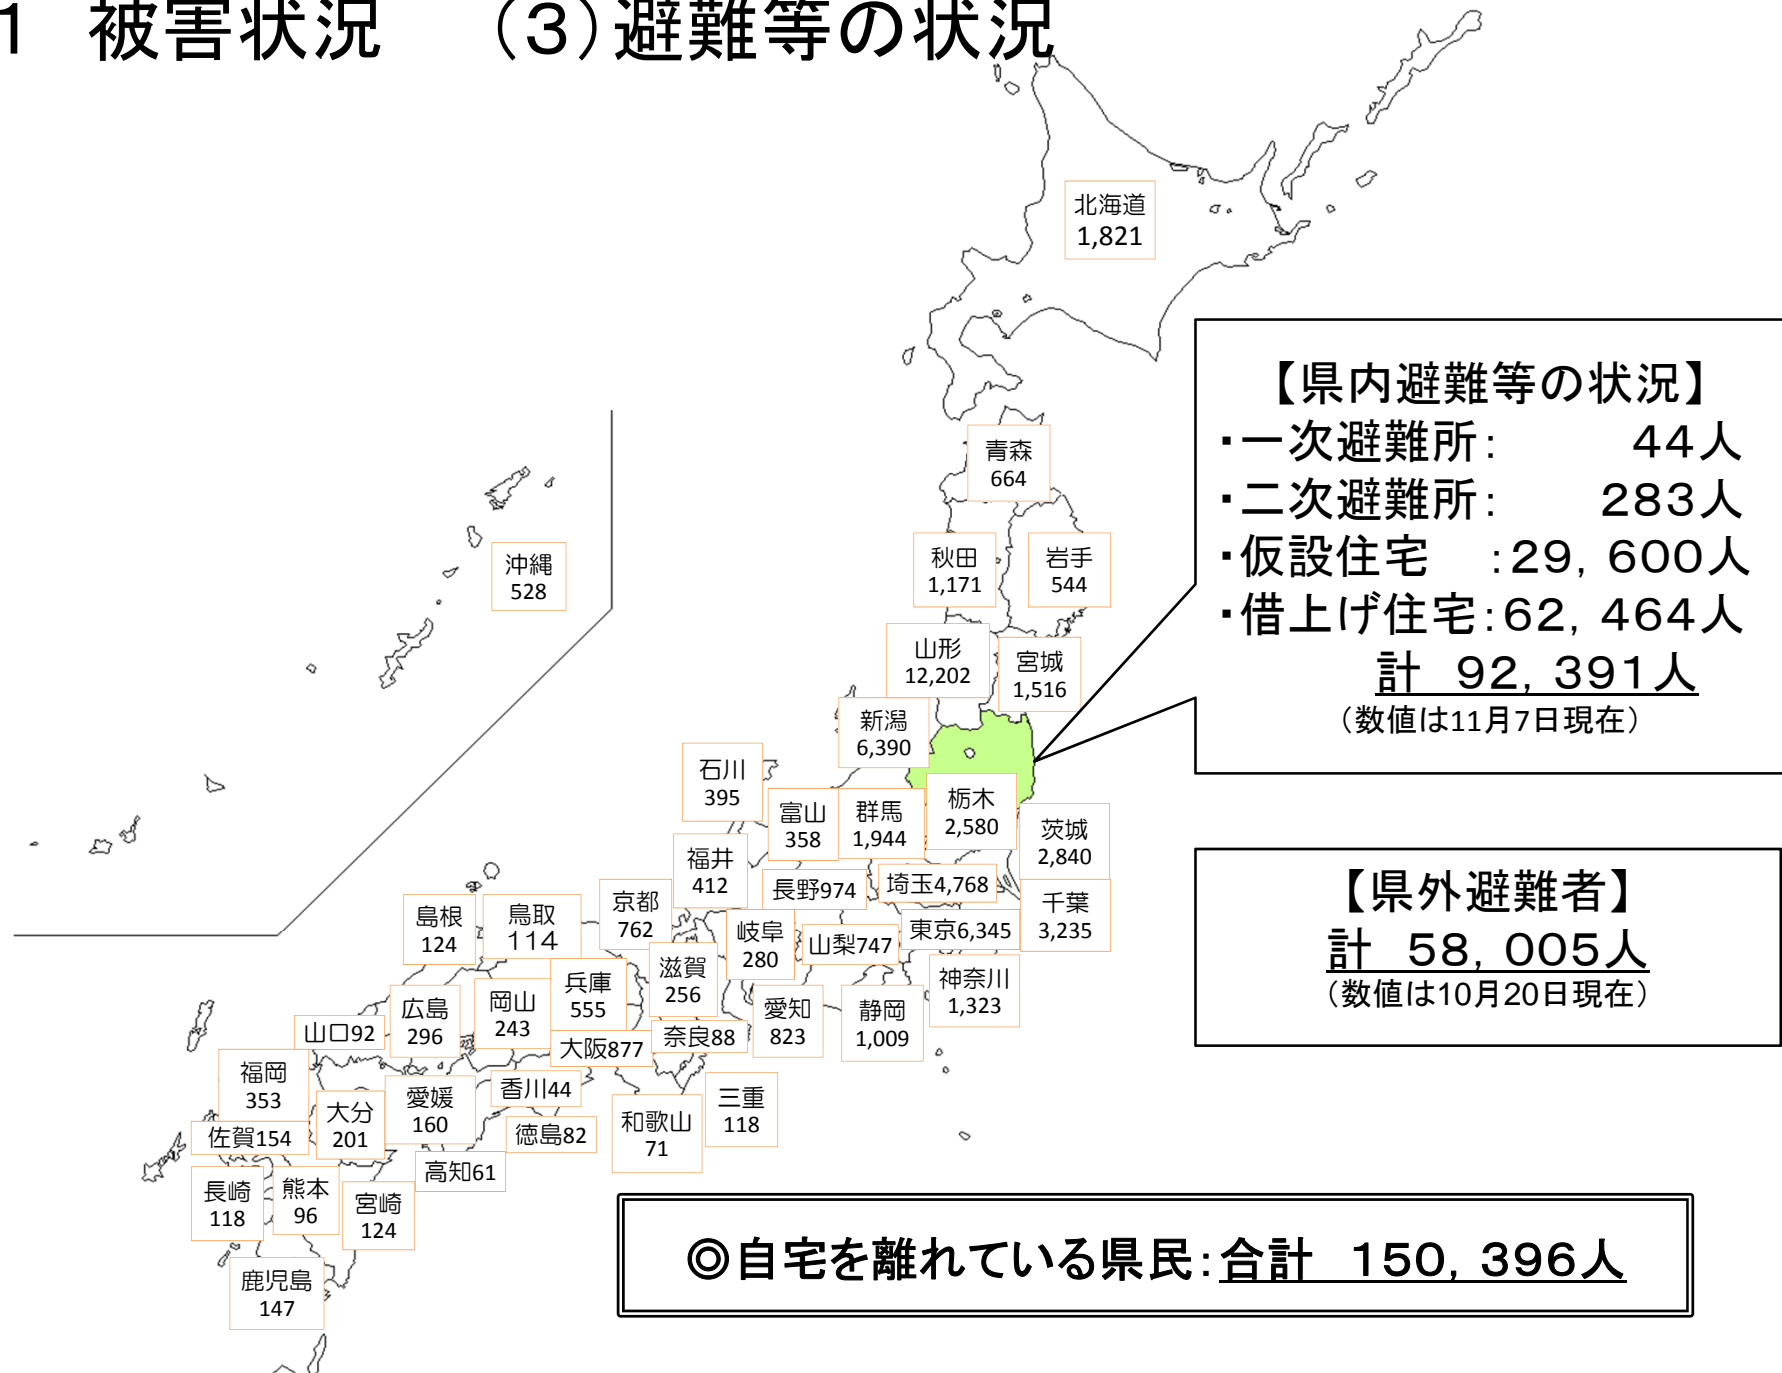 1 被害状況 （３）避難等の状況
北海道
1,821
青森
664
秋田
1,171
岩手
544
山形
12,202
宮城
1,516
新潟
6,390
沖縄
528
【県内避難等の状況】
・一次避難所： ４４人
・二次避難所： ２８３人
・仮設住宅 ：２９，６００人
・借上げ住宅：６２，４６４人
計 ９２，３９１人
（数値は11月7日現在）
石川
395
富山
358
群馬
1,944
栃木
2,580
茨城
2,840
福井
412
長野974
埼玉4,768
千葉
3,235
島根
124
鳥取
１１４
京都
762
岐阜
280
山梨747
東京6,345
滋賀
256
兵庫
555
神奈川
1,323
【県外避難者】
計 ５８，００５人
（数値は10月20日現在）
山口92
広島
296
岡山
243
大阪877
奈良88
愛知
823
静岡
1,009
福岡
353
大分
201
愛媛
160
香川44
徳島82
和歌山
71
三重
118
佐賀154
高知61
長崎
118
熊本
96
宮崎
124
鹿児島
147
◎自宅を離れている県民：合計 １５０，３９６人